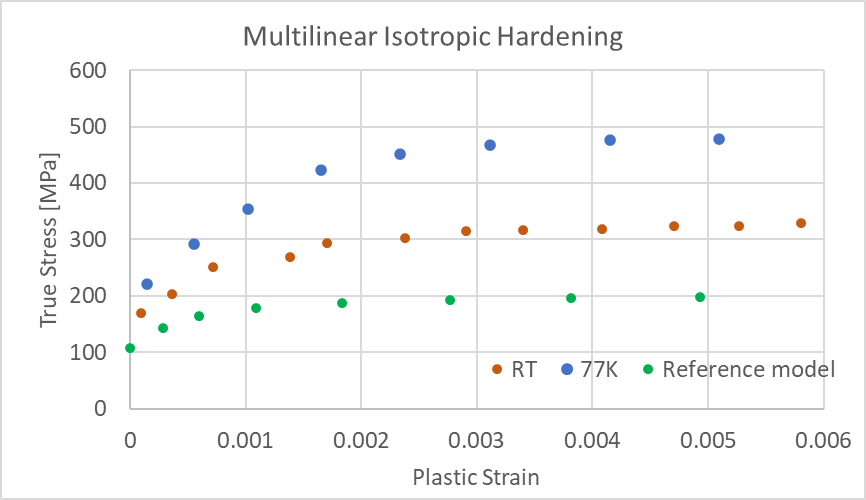 Multilinear Isotropic Hardening
True Stress [MPa]
600
500
400
300
200
100
0
0 0.001 0.002 0.003 0.004 0.005 0.006
RT 77K Reference model
Plastic Strain